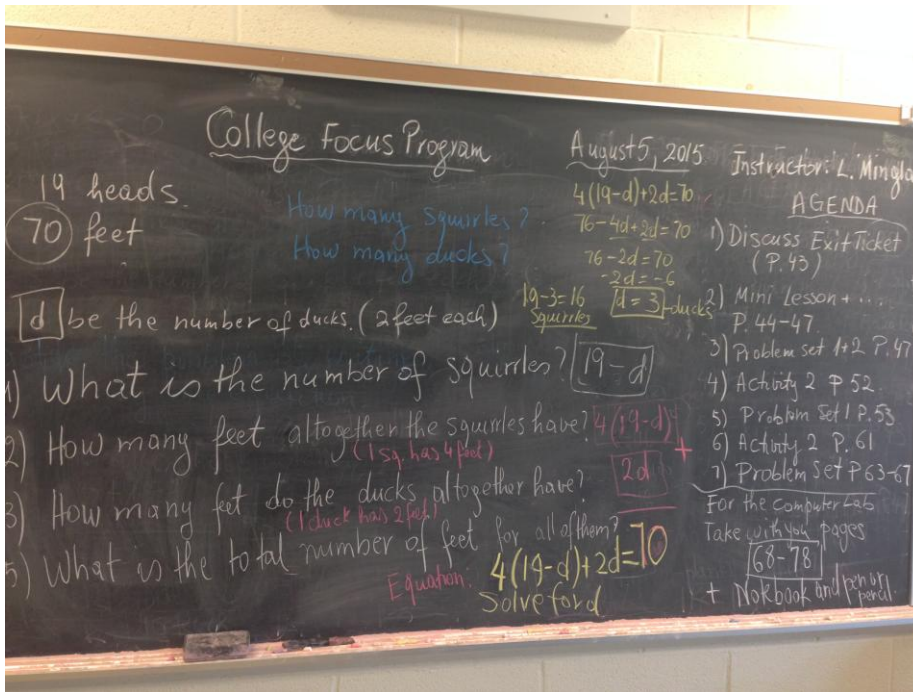 College Focus Program
August 5, 2015
Instructor: L. Mingla
19 heads.
70 feet
How many squirrles?
How many ducks?
d be the number of ducks. (2 feet each)
1) What is the number of squirrles? 19-d
2) How many feet altogether the squirrles have? 4(19-d)
(1 sq. has 4 feet)
+
3) How many feet do the ducks altogether have? 2d
(1 duck has 2 feet)
5) What is the total number of feet for all of them?
Equation: 4(19-d)+2d=70
Solve for d
4(19-d)+2d=70
76-4d+2d=70
76-2d=70
-2d=-6
d=3-ducks
19-3=16
Squirrles
AGENDA
1) Discuss Exit Ticket
(P.43)
2) Mini Lesson + ...
P. 44-47
3) Problem set 1+2 P.47
4) Activity 2 P 52.
5) Problem Set 1 P.53
6) Activity 2 P. 61
7) Problem Set P 63-67
For the Computer Lab
Take with you pages
68-78
+ Notbook and pen or
pencil.